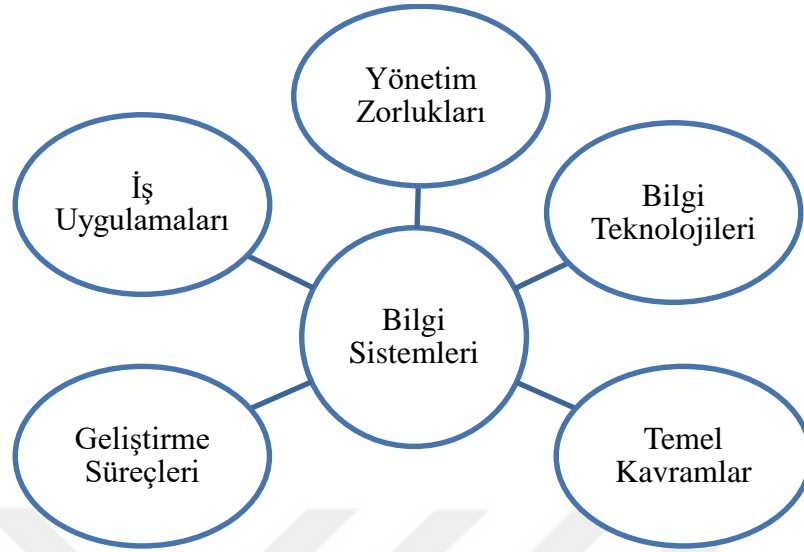 Yönetim
Zorlukları
İş
Uygulamaları
Bilgi
Teknolojileri
Bilgi
Sistemleri
Geliştirme
Süreçleri
Temel
Kavramlar